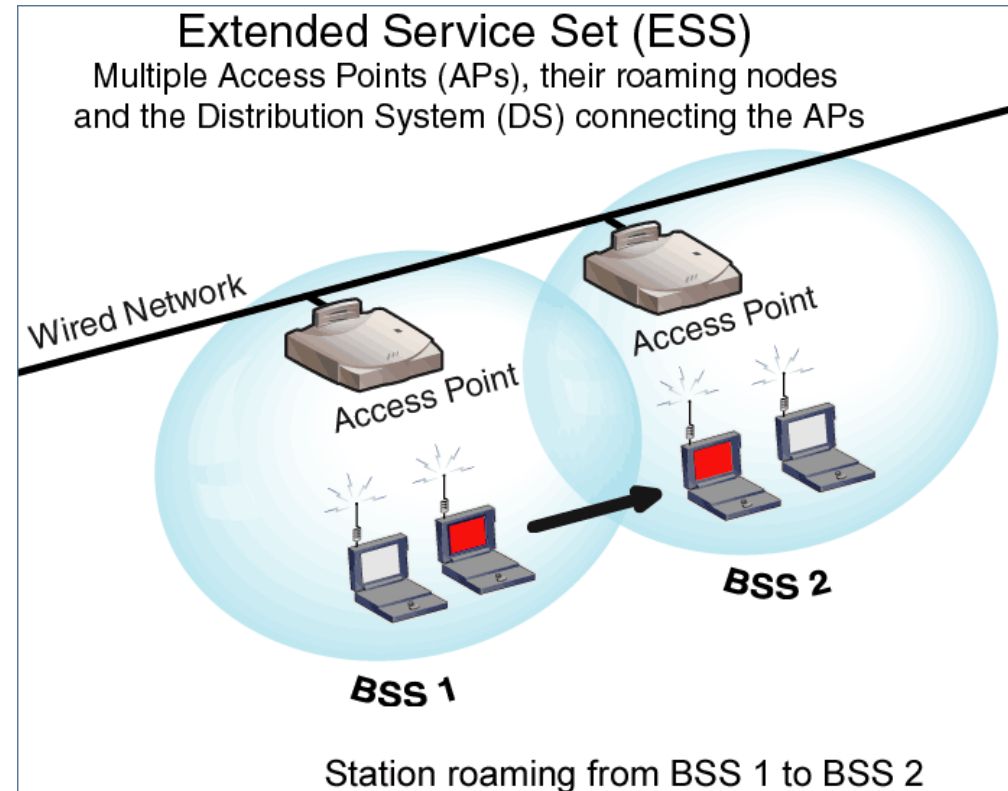 Extended Service Set (ESS)
Multiple Access Points (APs), their roaming nodes
and the Distribution System (DS) connecting the APs
Wired Network
Access Point
Access Point
BSS 1
BSS 2
Station roaming from BSS 1 to BSS 2